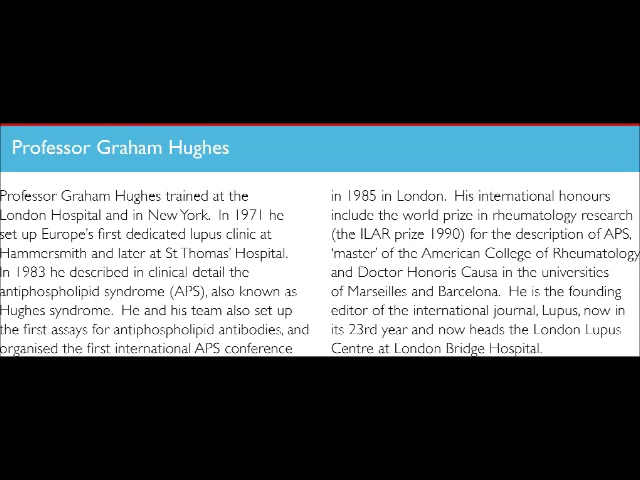 Professor Graham Hughes
Professor Graham Hughes trained at the
London Hospital and in New York. In 1971 he
set up Europe's first dedicated lupus clinic at
Hammersmith and later at St Thomas' Hospital.
In 1983 he described in clinical detail the
antiphospholipid syndrome (APS), also known as
Hughes syndrome. He and his team also set up
the first assays for antiphospholipid antibodies, and
organised the first international APS conference
in 1985 in London. His international honours
include the world prize in rheumatology research
(the ILAR prize 1990) for the description of APS,
'master' of the American College of Rheumatology
and Doctor Honoris Causa in the universities
of Marseilles and Barcelona. He is the founding
editor of the international journal, Lupus, now in
its 23rd year and now heads the London Lupus
Centre at London Bridge Hospital.